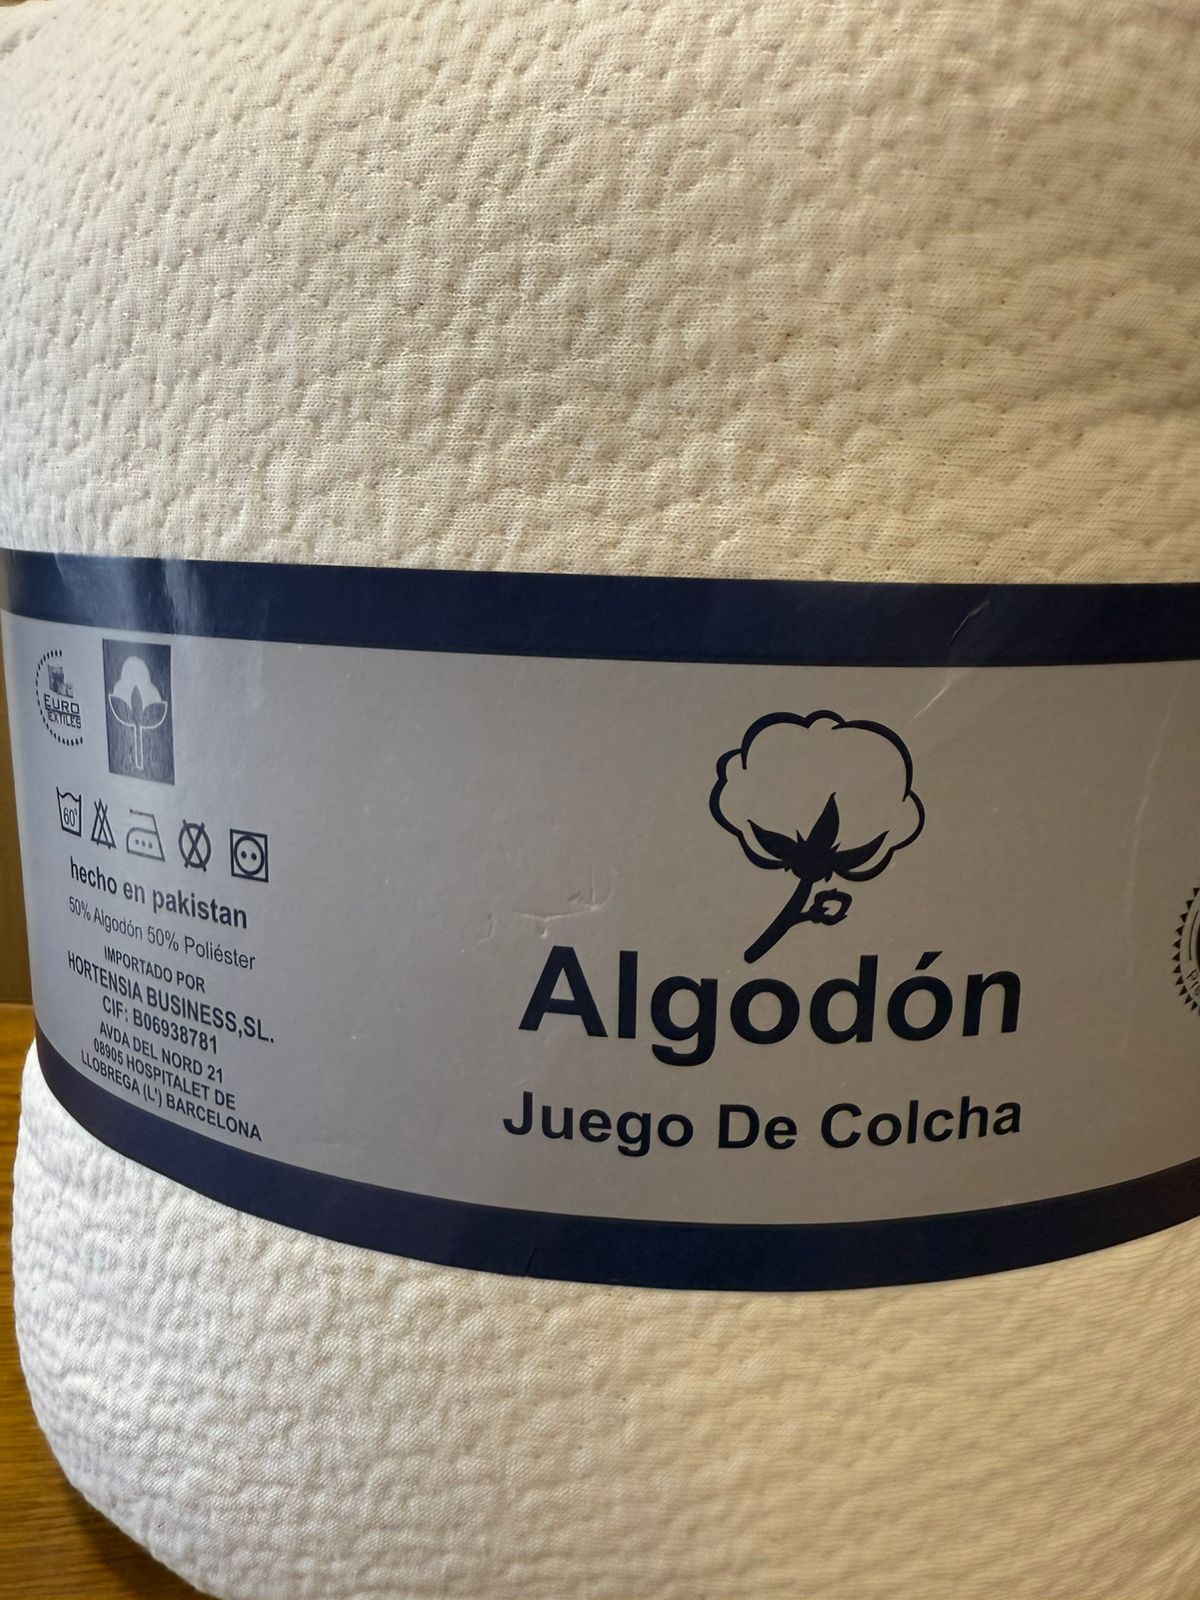 EURO
TEXTILES
60°
hecho en pakistan
50% Algodón 50% Poliéster
IMPORTADO POR
HORTENSIA BUSINESS,SL.
CIF: B06938781
AVDA DEL NORD 21
08905 HOSPITALET DE
LLOBREGA (L') BARCELONA
Algodón
Juego De Colcha